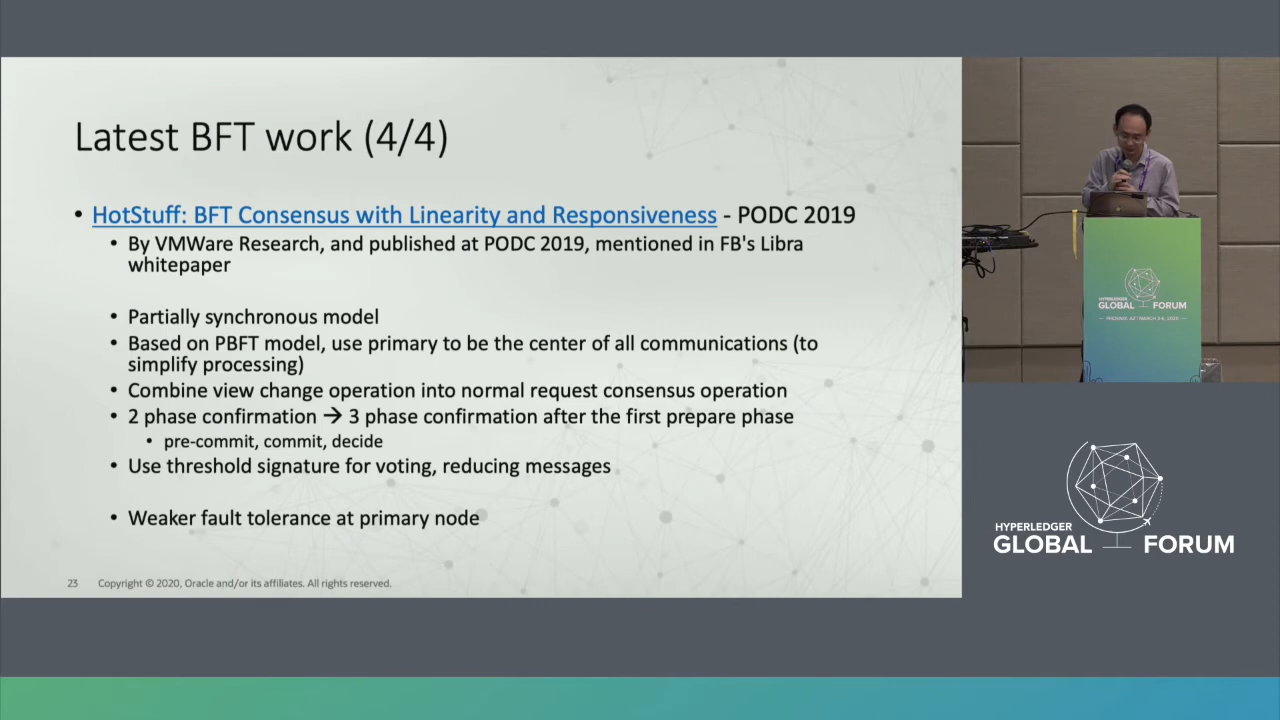 Latest BFT work (4/4)
• HotStuff: BFT Consensus with Linearity and Responsiveness - PODC 2019
• By VMWare Research, and published at PODC 2019, mentioned in FB's Libra
whitepaper
• Partially synchronous model
• Based on PBFT model, use primary to be the center of all communications (to
simplify processing)
• Combine view change operation into normal request consensus operation
• 2 phase confirmation → 3 phase confirmation after the first prepare phase
• pre-commit, commit, decide
• Use threshold signature for voting, reducing messages
• Weaker fault tolerance at primary node
23 Copyright © 2020, Oracle and/or its affiliates. All rights reserved.
HYPERLEDGER
GLOBAL FORUM
HYPERLEDGER
GLOBAL FORUM